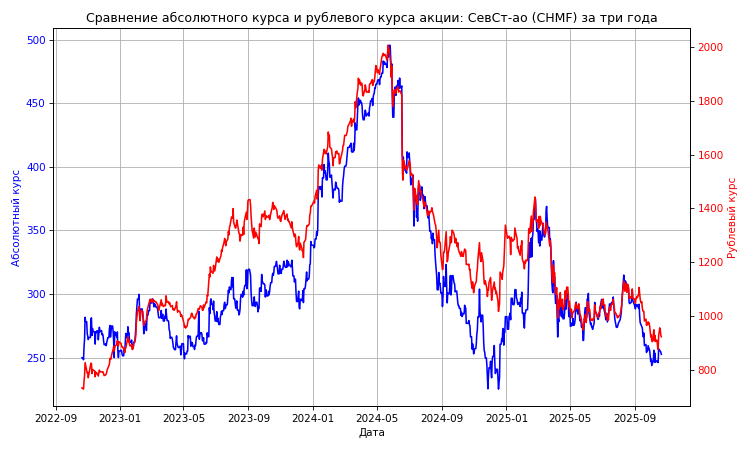 Сравнение абсолютного курса и рублевого курса акции: СевСт-ао (CHMF) за три года
500
450
400
350
300
250
Абсолютный курс
2000
1800
1600
1400
1200
1000
800
Рублевый курс
2022-09 2023-01 2023-05 2023-09 2024-01 2024-05 2024-09 2025-01 2025-05 2025-09
Дата